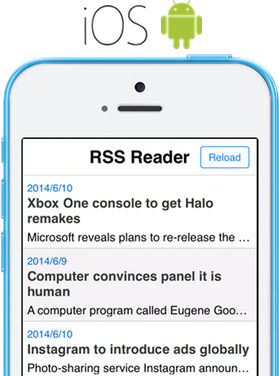 iOS
RSS Reader Reload
2014/6/10
Xbox One console to get Halo
remakes
Microsoft reveals plans to re-release the ...
2014/6/9
Computer convinces panel it is
human
A computer program called Eugene Goo...
2014/6/10
Instagram to introduce ads globally
Photo-sharing service Instagram announ...